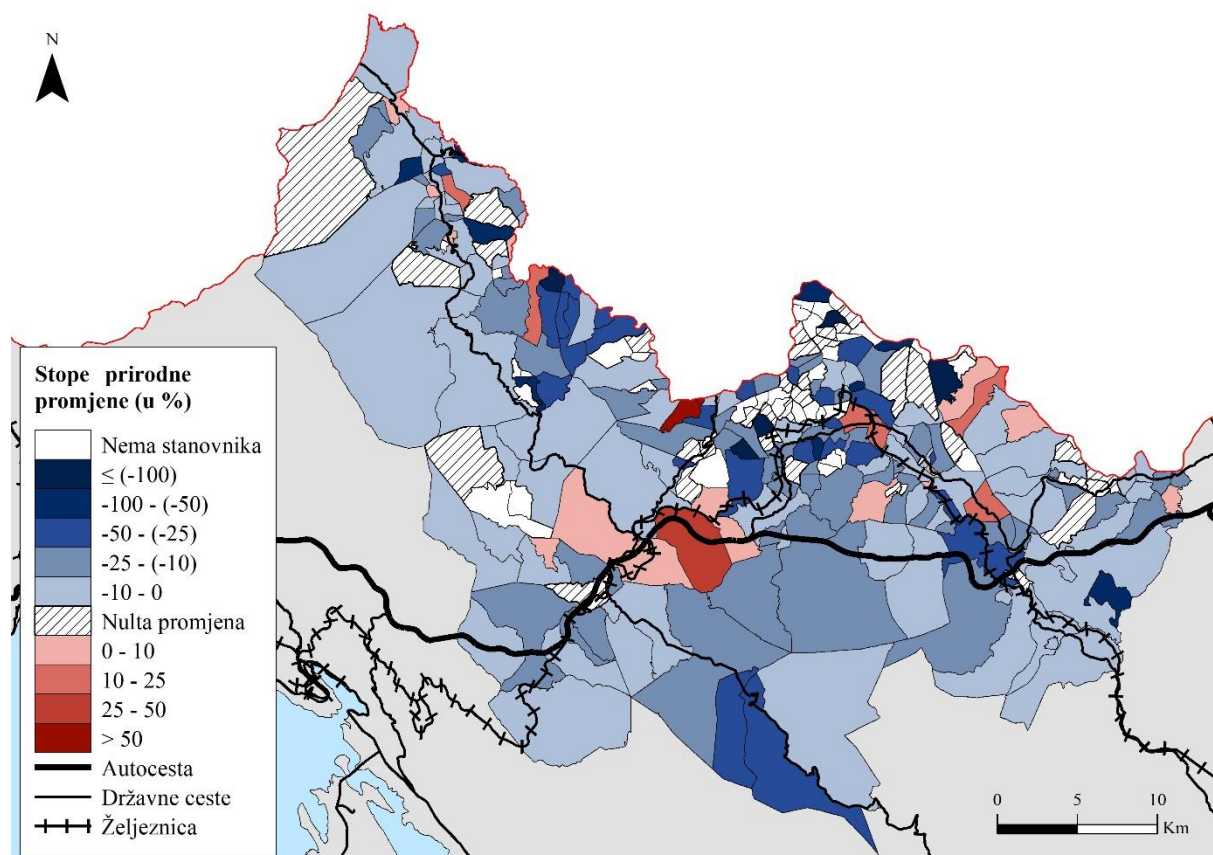 N
Stope prirodne
promjene (u %)
Nema stanovnika
≤ (-100)
-100 - (-50)
-50 - (-25)
-25 - (-10)
-10 - 0
Nulta promjena
0 - 10
10 - 25
25 - 50
> 50
Autocesta
Državne ceste
Željeznica
0 5 10
Km